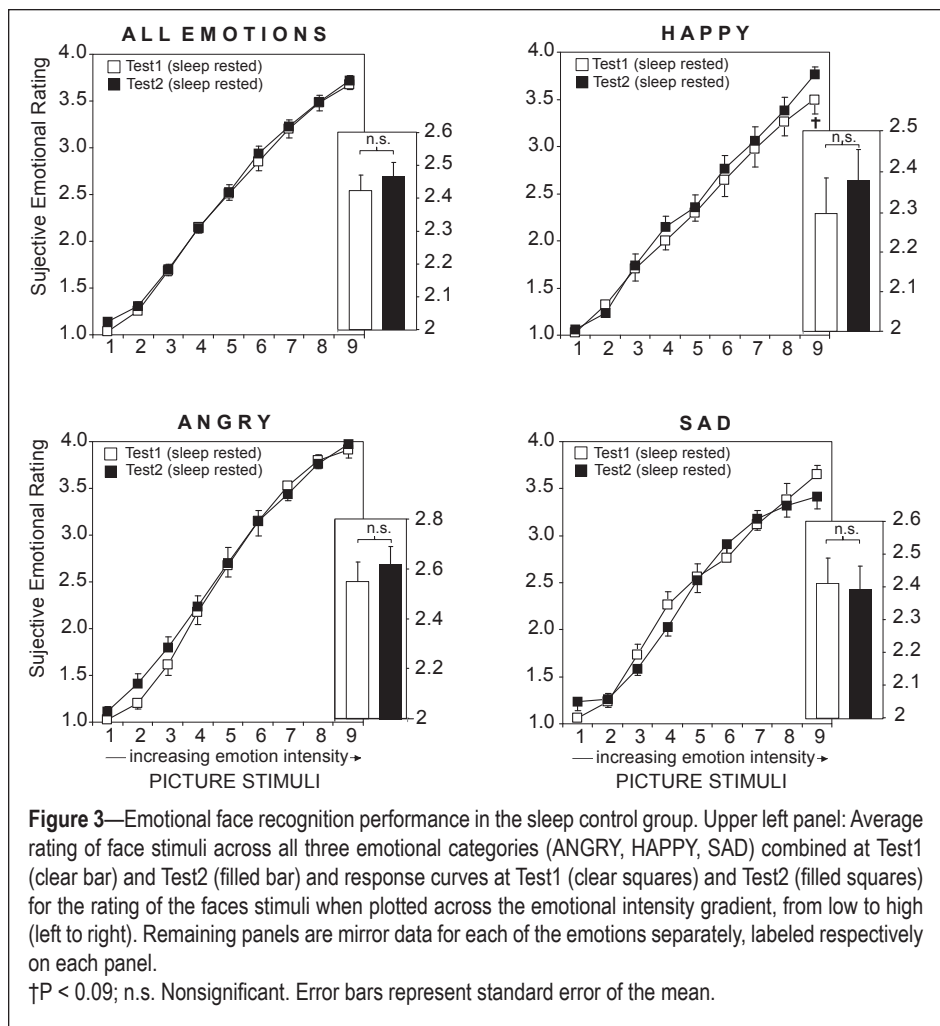 ALL EMOTIONS
4.0
3.5
3.0
2.5
2.0
1.5
1.0
Sujective Emotional Rating
Test1 (sleep rested)
Test2 (sleep rested)
n.s.
2.6
2.5
2.4
2.3
2.2
2.1
2
1 2 3 4 5 6 7 8 9
HAPPY
4.0
3.5
3.0
2.5
2.0
1.5
1.0
Test1 (sleep rested)
Test2 (sleep rested)
†
n.s.
2.5
2.4
2.3
2.2
2.1
2
1 2 3 4 5 6 7 8 9
ANGRY
4.0
3.5
3.0
2.5
2.0
1.5
1.0
Sujective Emotional Rating
Test1 (sleep rested)
Test2 (sleep rested)
n.s.
2.8
2.6
2.4
2.2
2
1 2 3 4 5 6 7 8 9
increasing emotion intensity
PICTURE STIMULI
SAD
4.0
3.5
3.0
2.5
2.0
1.5
1.0
Test1 (sleep rested)
Test2 (sleep rested)
n.s.
2.6
2.5
2.4
2.3
2.2
2.1
2
1 2 3 4 5 6 7 8 9
increasing emotion intensity
PICTURE STIMULI
Figure 3—Emotional face recognition performance in the sleep control group. Upper left panel: Average
rating of face stimuli across all three emotional categories (ANGRY, HAPPY, SAD) combined at Test1
(clear bar) and Test2 (filled bar) and response curves at Test1 (clear squares) and Test2 (filled squares)
for the rating of the faces stimuli when plotted across the emotional intensity gradient, from low to high
(left to right). Remaining panels are mirror data for each of the emotions separately, labeled respectively
on each panel.
†P < 0.09; n.s. Nonsignificant. Error bars represent standard error of the mean.